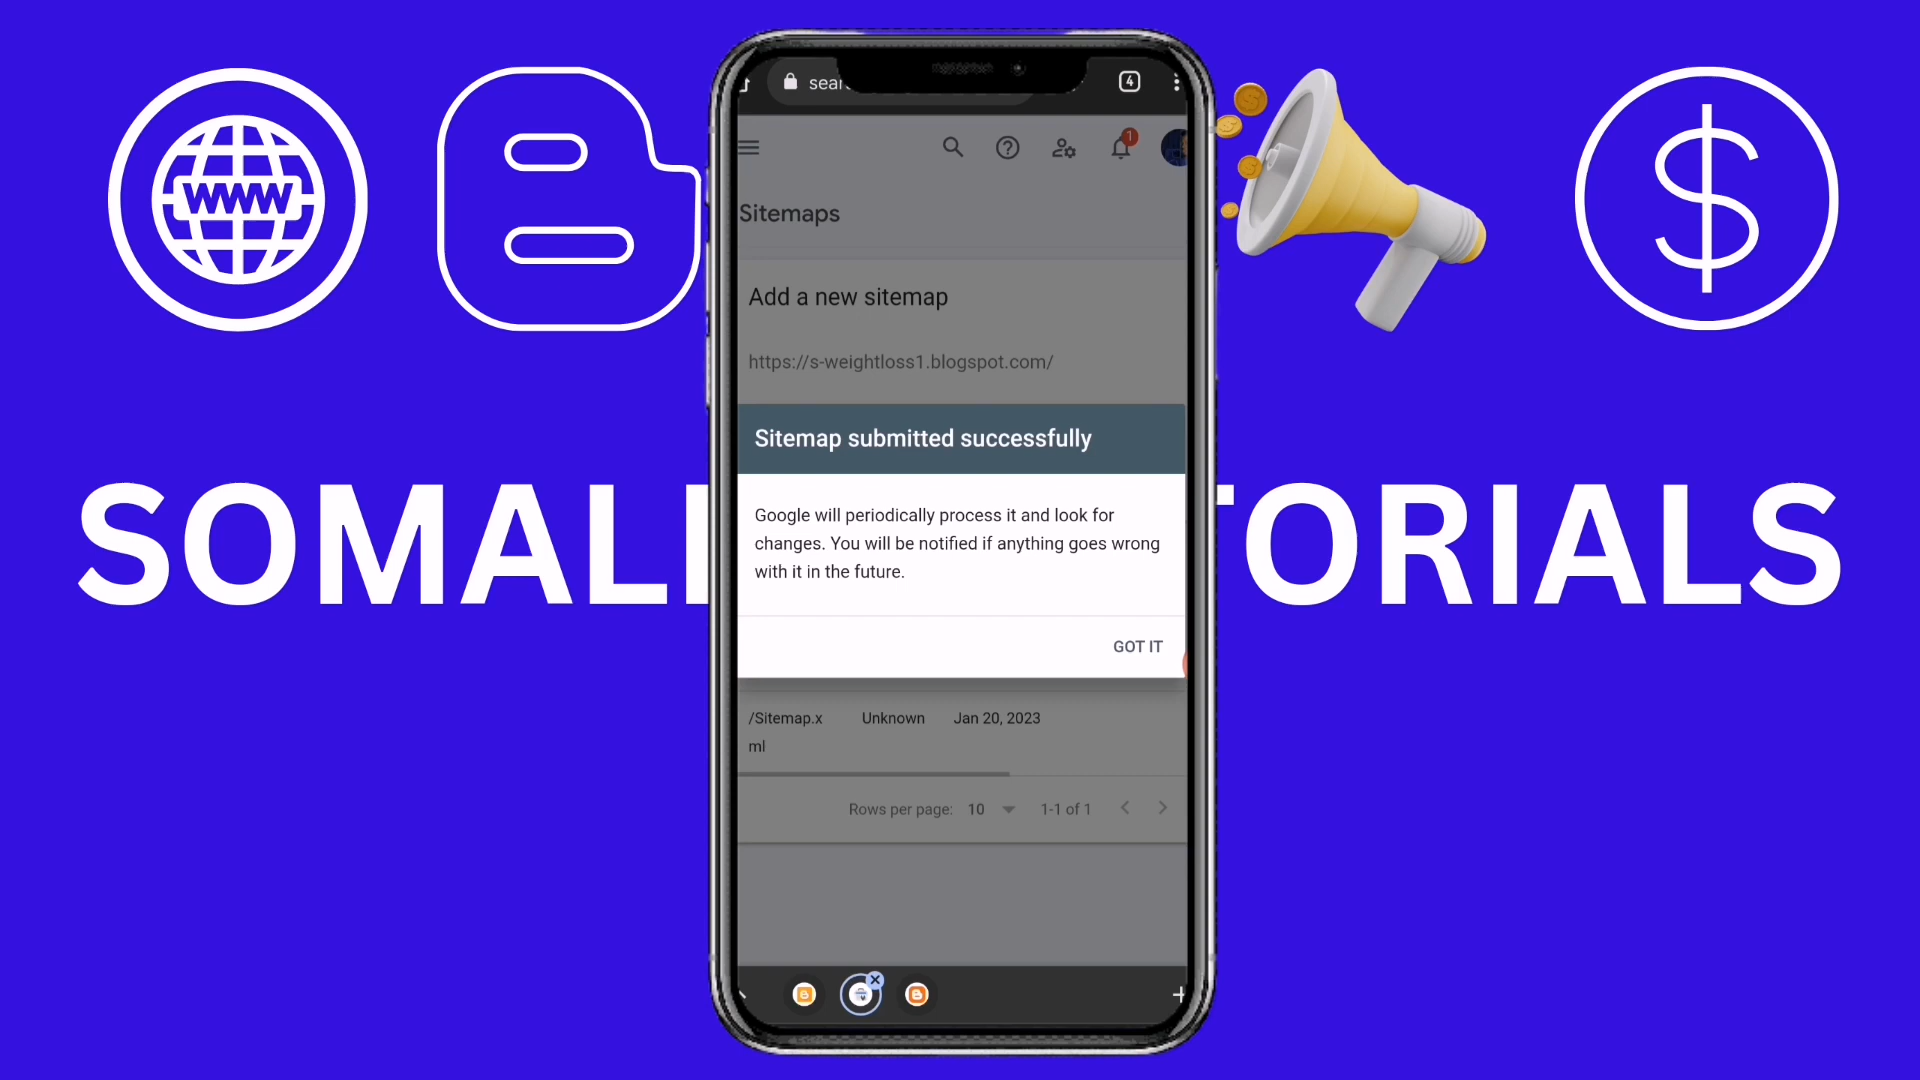 WWW
4
1
Sitemaps
Add a new sitemap
https://s-weightloss1.blogspot.com/
Sitemap submitted successfully
Google will periodically process it and look for
changes. You will be notified if anything goes wrong
with it in the future.
GOT IT
SOMALI TORIALS
/Sitemap.x Unknown Jan 20, 2023
ml
Rows per page: 10 1-1 of 1